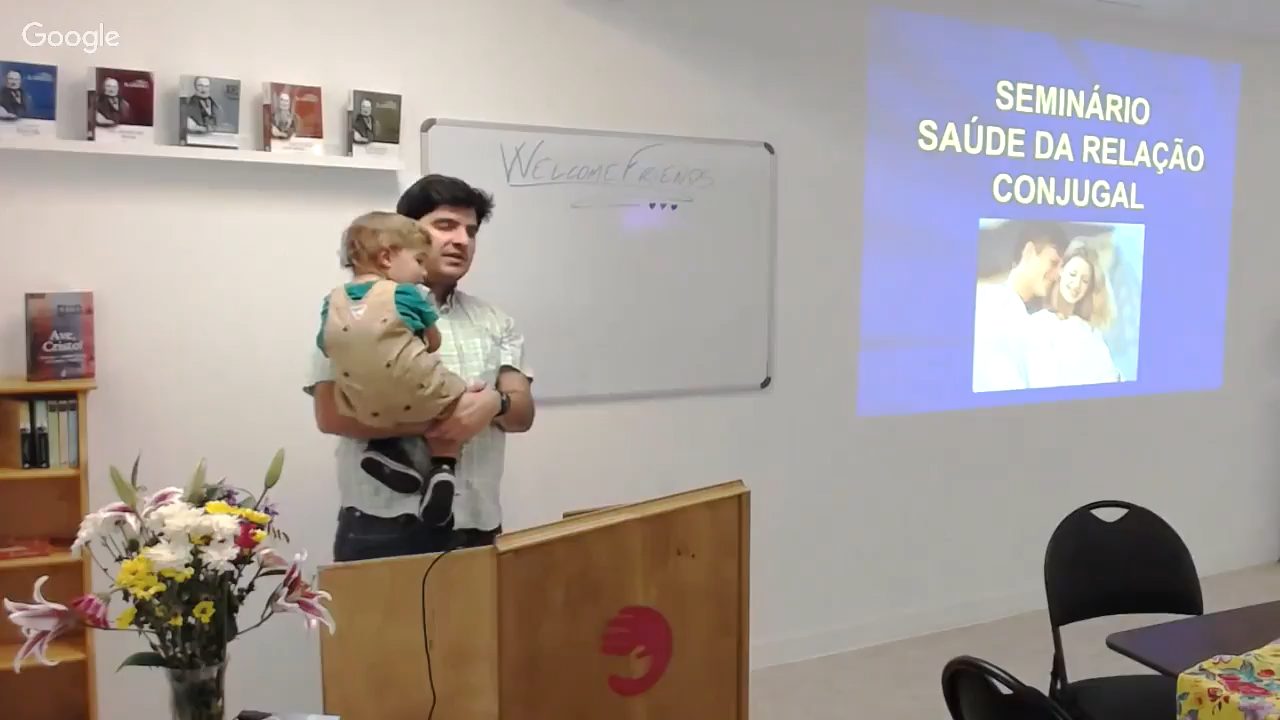 Google
WELCOME FRIENDS
SEMINÁRIO
SAÚDE DA RELAÇÃO
CONJUGAL
Ave,
Cristo!